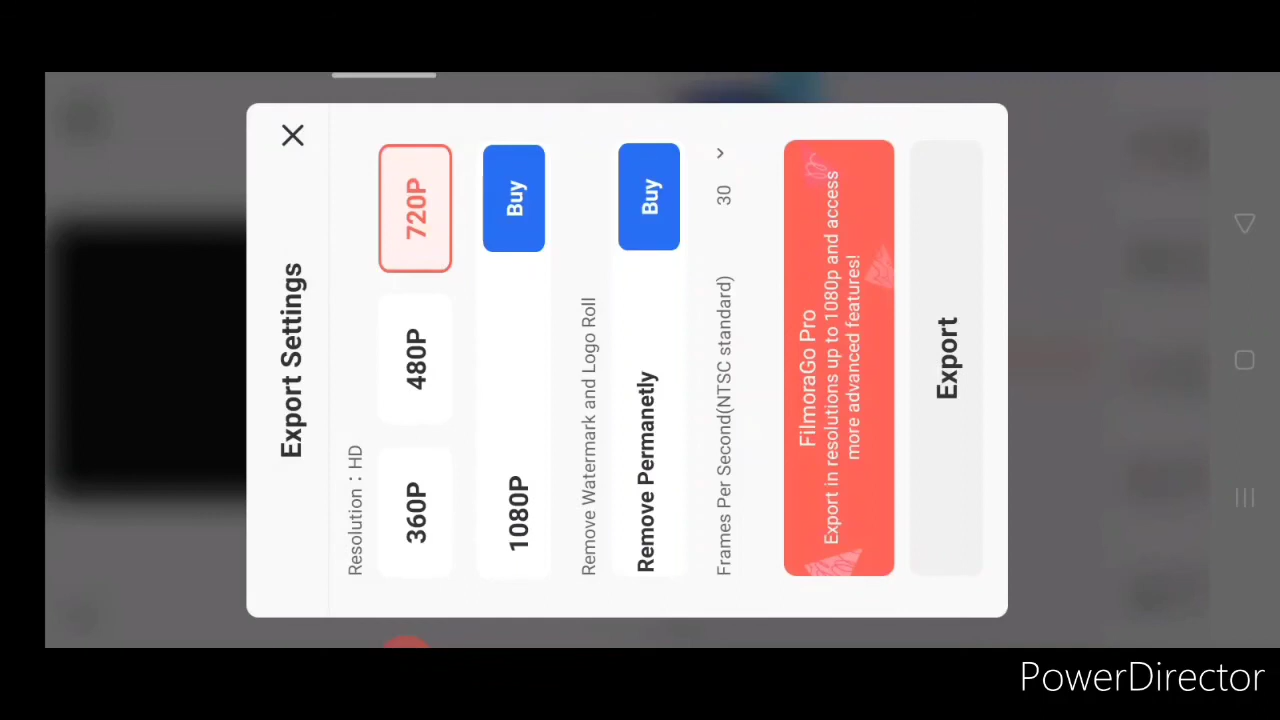 Export Settings
Resolution：HD
360P 480P 720P
1080P Buy
Remove Watermark and Logo Roll
Remove Permanetly Buy
Frames Per Second(NTSC standard) 30
FilmoraGo Pro
Export in resolutions up to 1080p and access
more advanced features!
Export
PowerDirector